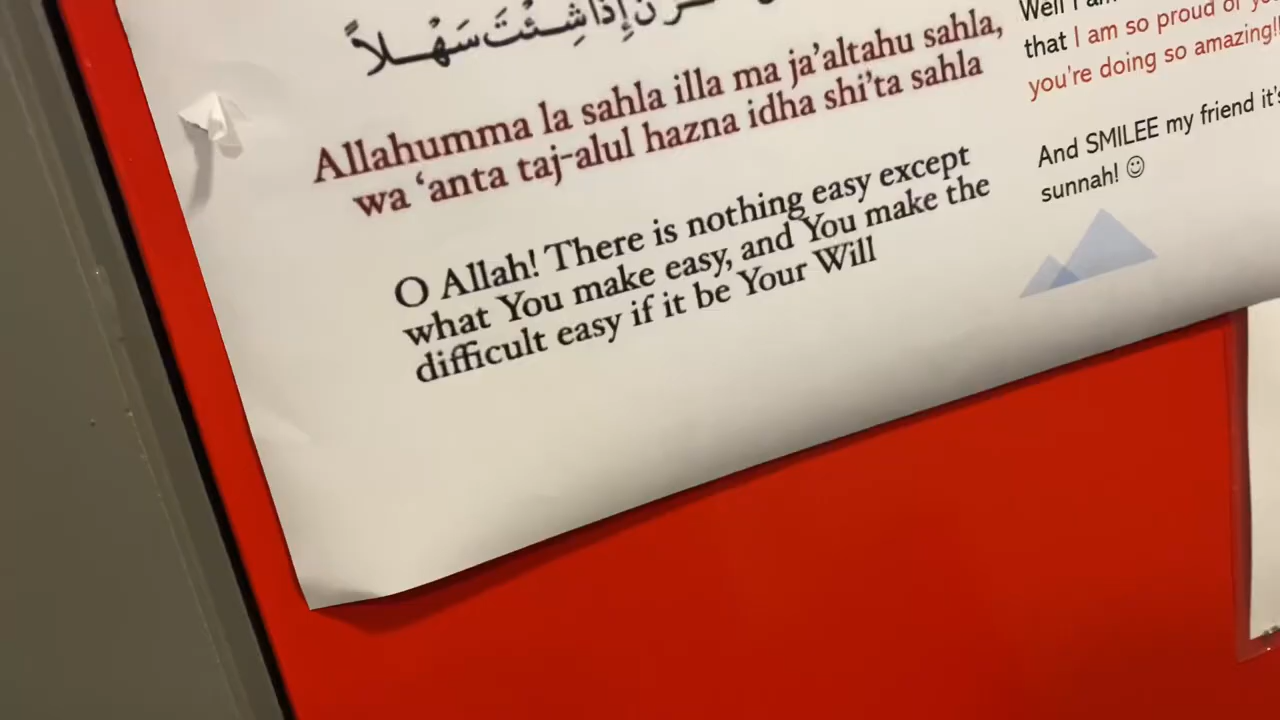 إِذَا شِئْتَ سَهْلاً
Allahumma la sahla illa ma ja’altahu sahla,
wa ‘anta taj-alul hazna idha shi’ta sahla
O Allah! There is nothing easy except
what You make easy, and You make the
difficult easy if it be Your Will
Well I am
that I am so proud of
you're doing so amazing!!
And SMILEE my friend it's
sunnah! ☺